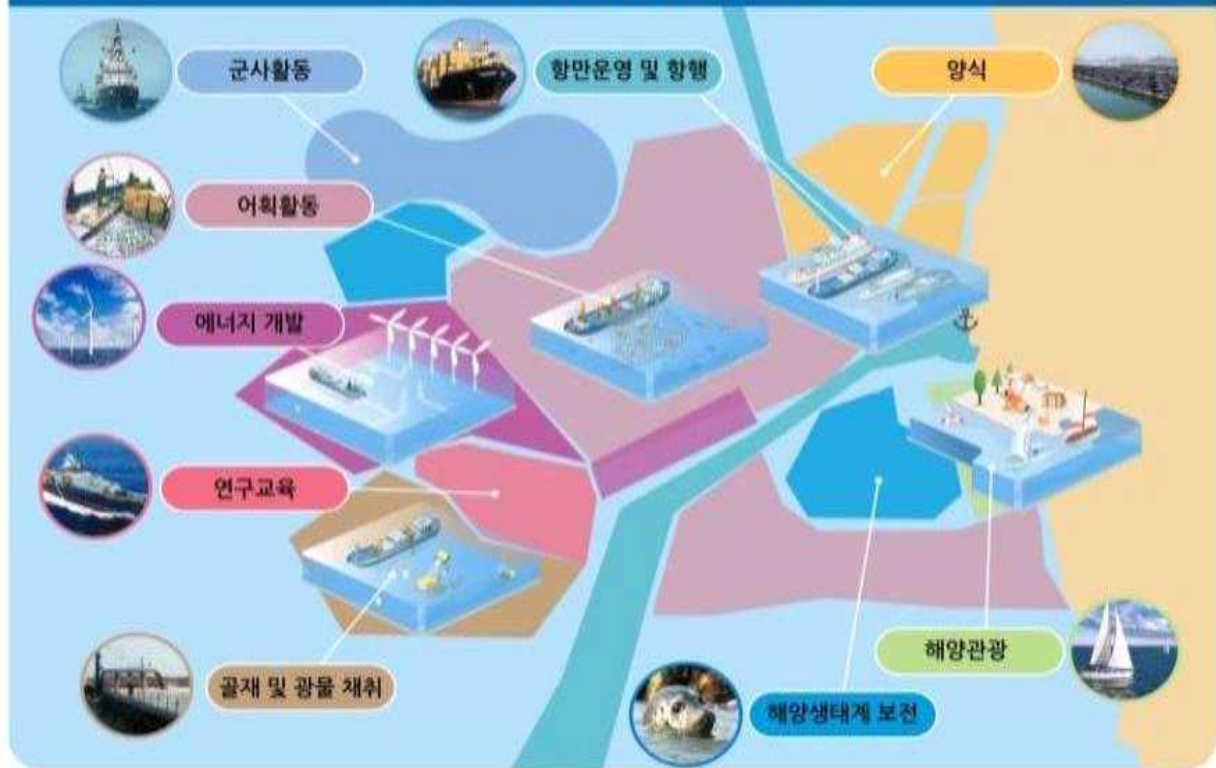 군사활동
항만운영 및 항행
양식
어획활동
에너지 개발
연구교육
골재 및 광물 채취
해양관광
해양생태계 보전